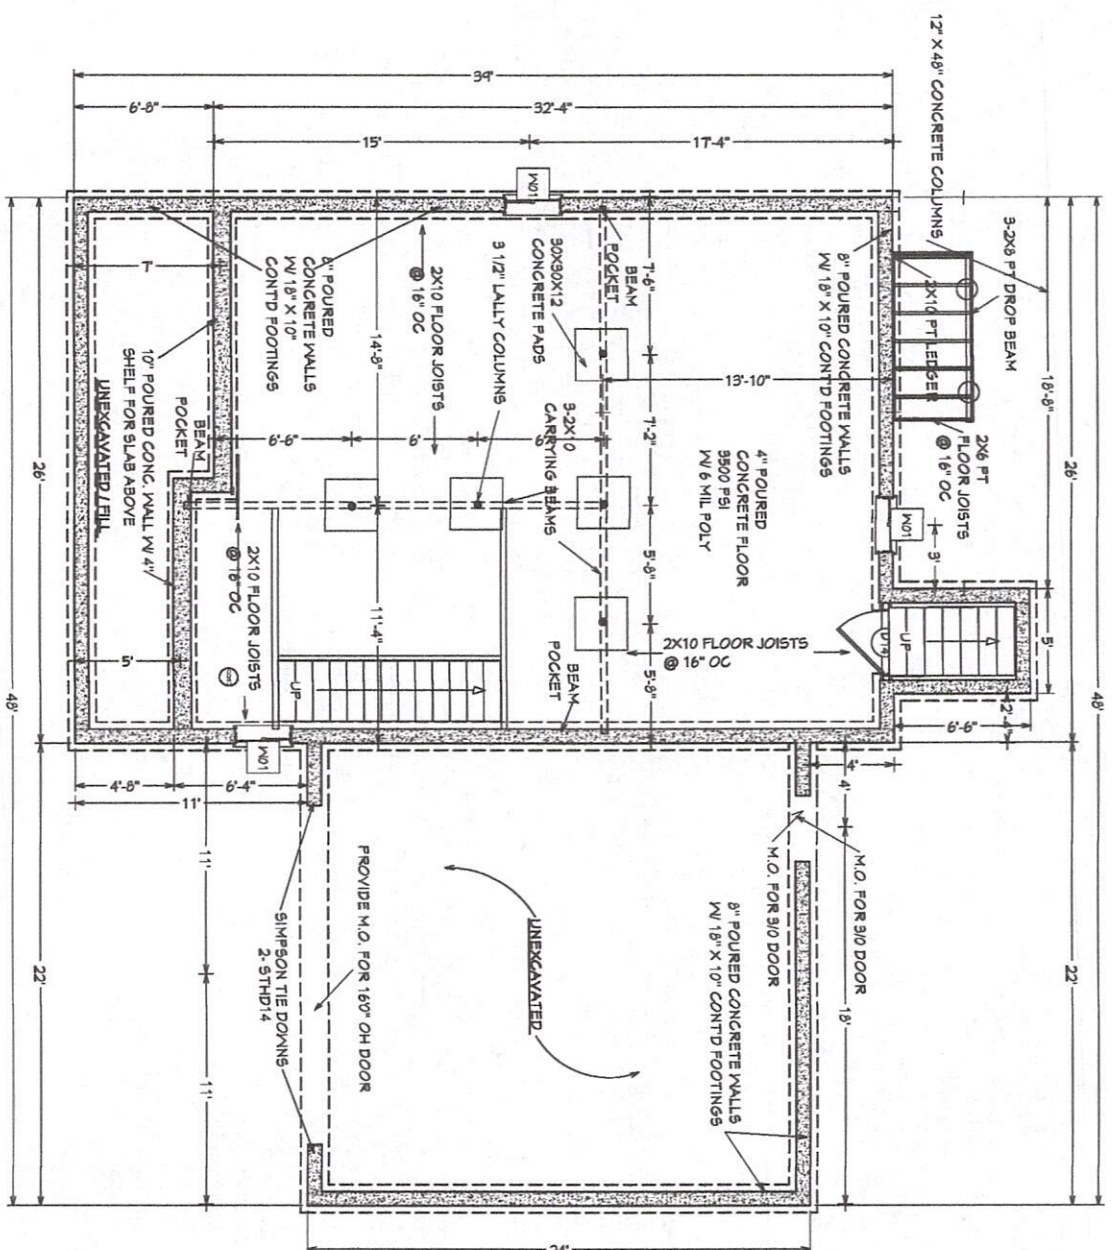 12" X 48" CONCRETE COLUMNS
39'
6'-8"
32'-4"
15'
17'-4"
W01
3-2X8 PT DROP BEAM
2X10 PT LEDGER
2X6 PT
FLOOR JOISTS
@ 16" OC
18'-8"
26'
48'
8" POURED CONCRETE WALLS
W/ 18" X 10" CONT'D FOOTINGS
7'-6"
BEAM
POCKET
30X30X12
CONCRETE PADS
3 1/2" LALLY COLUMNS
2X10 FLOOR JOISTS
@ 16" OC
8" POURED
CONCRETE WALLS
W/ 18" X 10"
CONT'D FOOTINGS
7'
14'-8"
13'-10"
7'-2"
3-2X10
CARRYING BEAMS
6'-6"
6'
6'
4" POURED
CONCRETE FLOOR
3500 PSI
W/ 6 MIL POLY
10" POURED CONC. WALL W/ 4"
SHELF FOR SLAB ABOVE
UNEXCAVATED / FILL
BEAM
POCKET
26'
W01
3'
5'
UP
2'-4"
6'-6"
5'-8"
5'-8"
11'-4"
2X10 FLOOR JOISTS
@ 16" OC
2X10 FLOOR JOISTS
@ 16" OC
BEAM
POCKET
UP
5'
W01
4'-8"
6'-4"
11'
48'
4'
4'
M.O. FOR 3/0 DOOR
M.O. FOR 3/0 DOOR
11'
PROVIDE M.O. FOR 16'0" OH DOOR
SIMPSON TIE DOWNS
2- STHD14
UNEXCAVATED
8" POURED CONCRETE WALLS
W/ 18" X 10" CONT'D FOOTINGS
18'
22'
22'
11'
24'